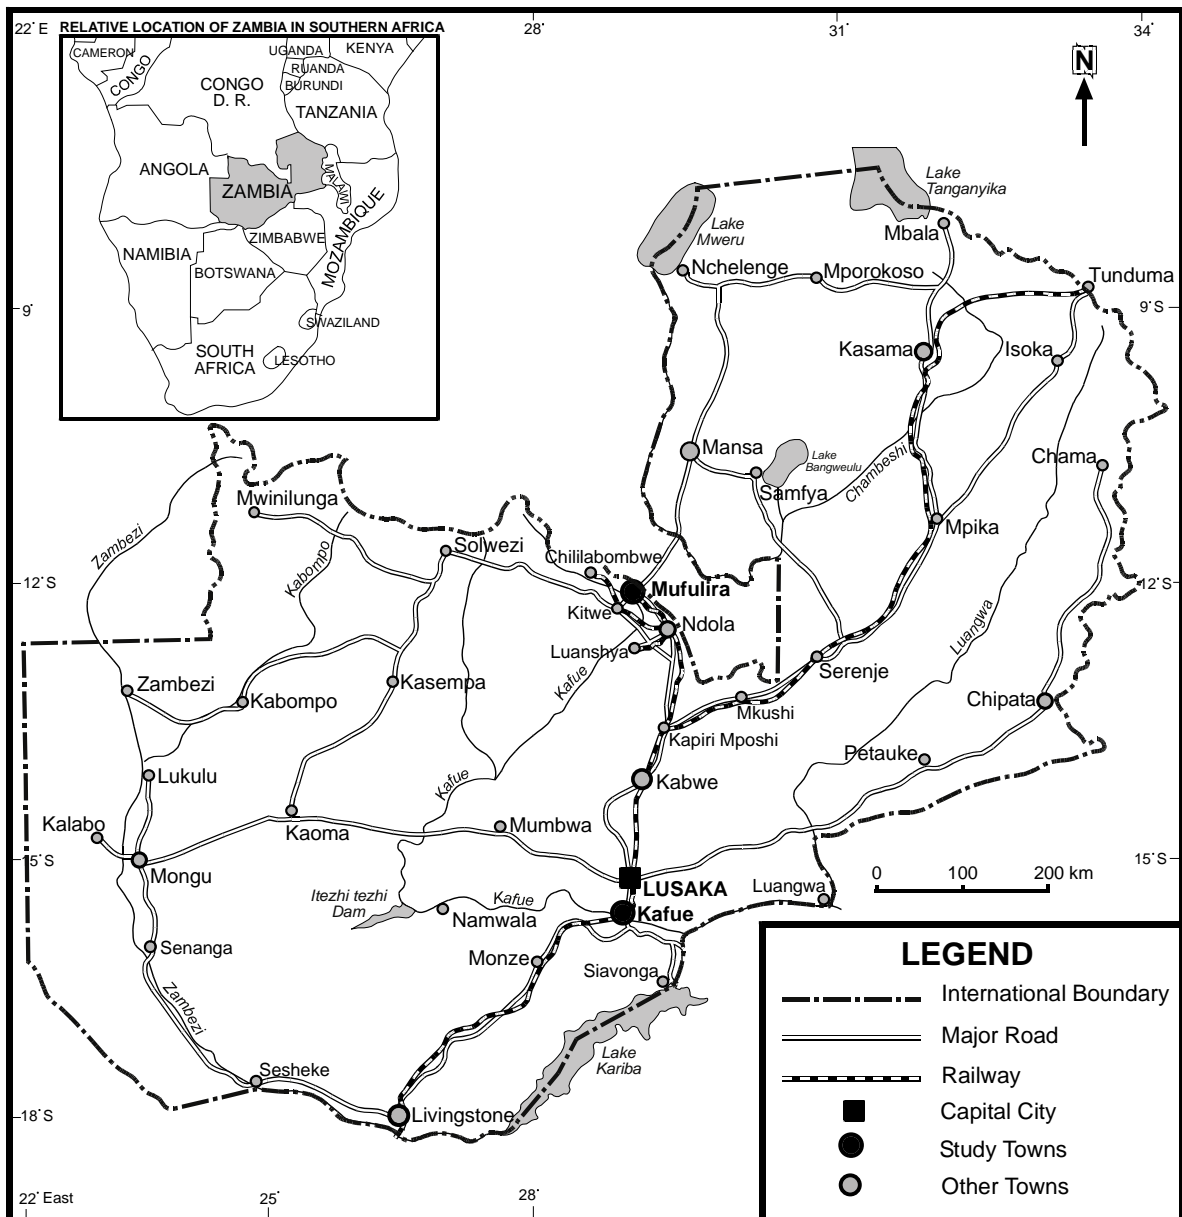 22° E
28°
31°
34°
RELATIVE LOCATION OF ZAMBIA IN SOUTHERN AFRICA
CAMERON
CONGO
UGANDA
KENYA
RUANDA
BURUNDI
CONGO
D. R.
TANZANIA
ANGOLA
ZAMBIA
MALAWI
MOZAMBIQUE
NAMIBIA
ZIMBABWE
BOTSWANA
SWAZILAND
SOUTH
AFRICA
LESOTHO
N
Lake
Tanganyika
Lake
Mweru
Mbala
Nchelenge
Mporokoso
Tunduma
9°
9°S
Kasama
Isoka
Mansa
Lake
Bangweulu
Samfya
Chambeshi
Chama
Mwinilunga
Mpika
Zambezi
Kabompo
Solwezi
Chililabombwe
12°S
12°S
Mufulira
Kitwe
Ndola
Luanshya
Luangwa
Kafue
Serenje
Zambezi
Kabompo
Kasempa
Mkushi
Chipata
Kapiri Mposhi
Petauke
Lukulu
Kafue
Kabwe
Kalabo
Kaoma
Mumbwa
15°S
15°S
Mongu
0 100 200 km
LUSAKA
Luangwa
Itezhi tezhi
Dam
Kafue
Namwala
Kafue
Senanga
Monze
Siavonga
Zambezi
Lake
Kariba
Sesheke
Livingstone
18°S
22° East
25°
28°
LEGEND
International Boundary
Major Road
Railway
Capital City
Study Towns
Other Towns